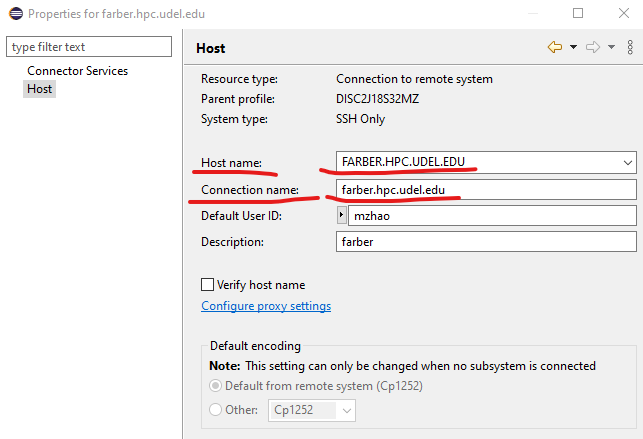 Properties for farber.hpc.udel.edu
type filter text
Connector Services
Host
Host
Resource type: Connection to remote system
Parent profile: DISC2J18S32MZ
System type: SSH Only
Host name: FARBER.HPC.UDEL.EDU
Connection name: farber.hpc.udel.edu
Default User ID: mzhao
Description: farber
Verify host name
Configure proxy settings
Default encoding
Note: This setting can only be changed when no subsystem is connected
Default from remote system (Cp1252)
Other: Cp1252